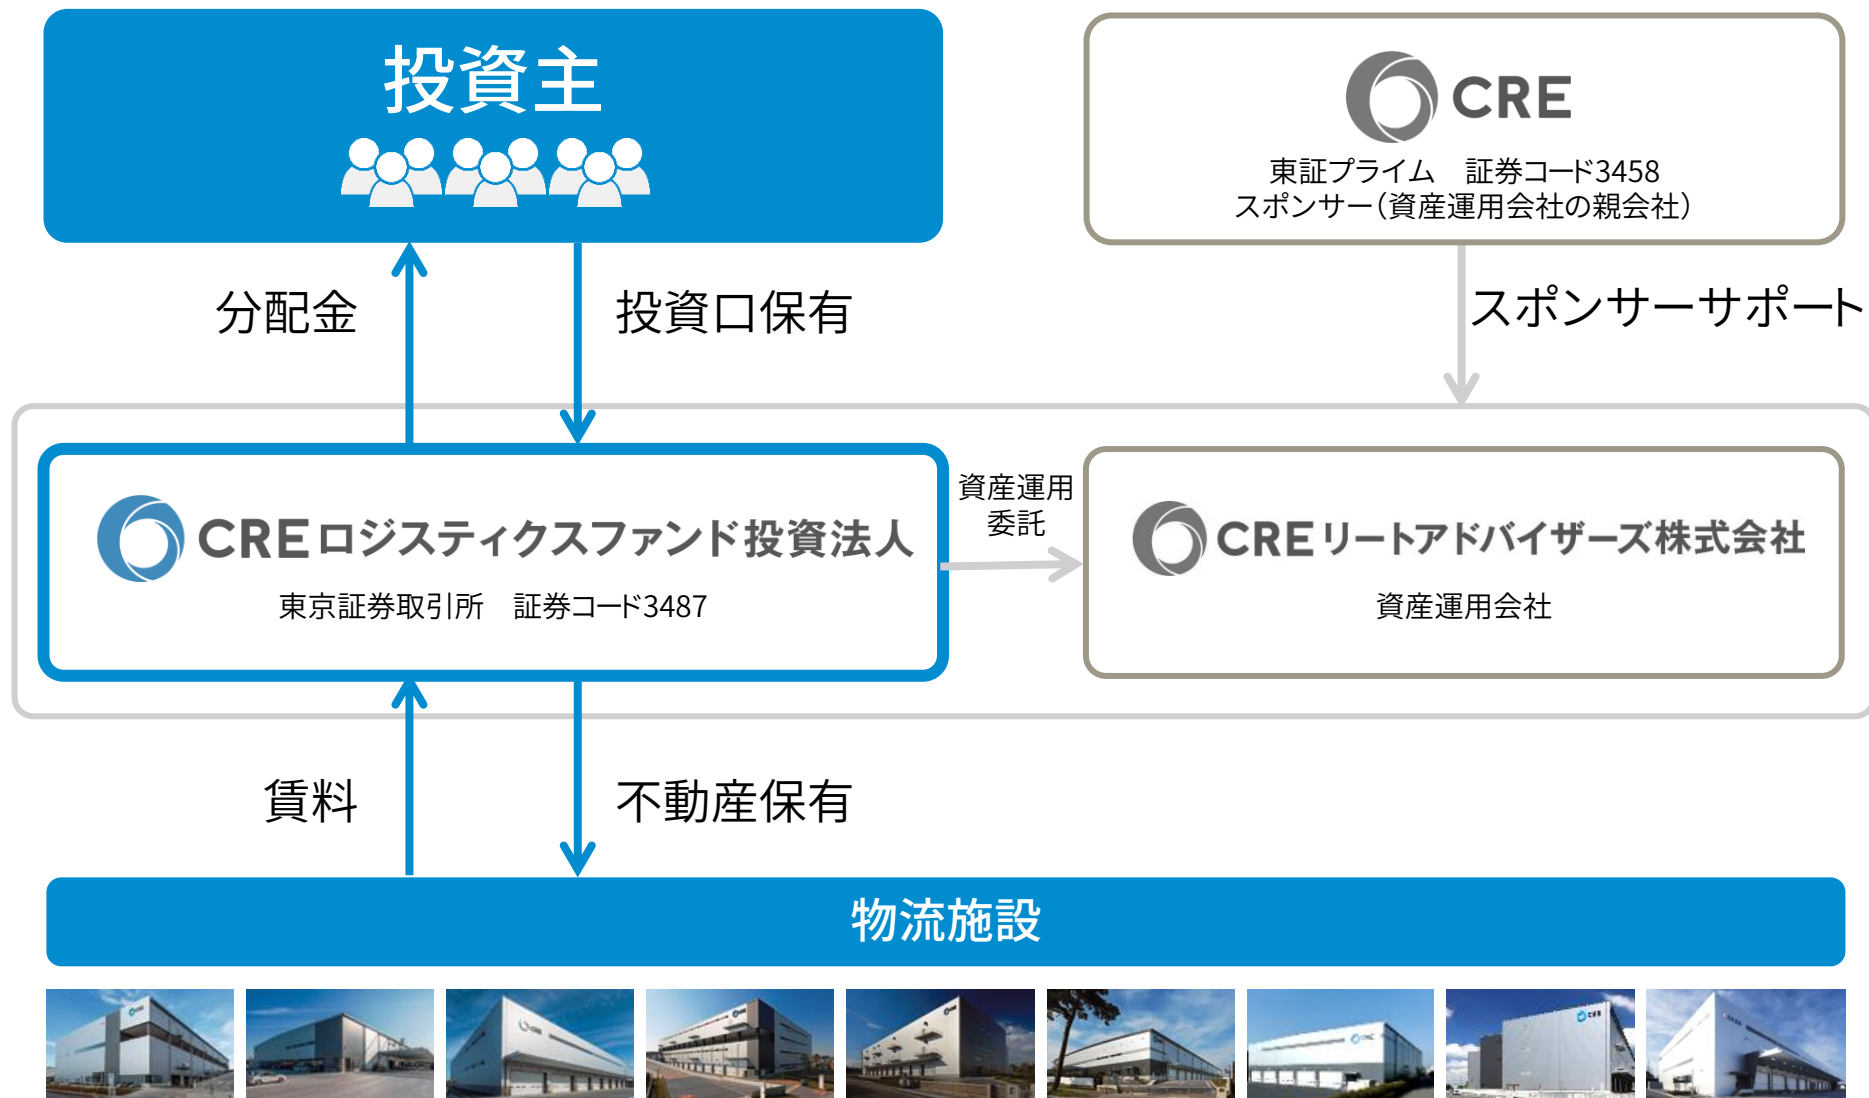 投資主
CRE
東証プライム　証券コード3458
スポンサー（資産運用会社の親会社）
分配金
投資口保有
スポンサーサポート
CREロジスティクスファンド投資法人
東京証券取引所　証券コード3487
資産運用
委託
CREリートアドバイザーズ株式会社
資産運用会社
賃料
不動産保有
物流施設
CRE